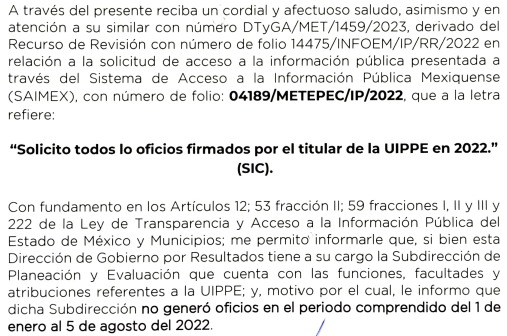 A través del presente reciba un cordial y afectuoso saludo, asimismo y en
atención a su similar con número DTyGA/MET/1459/2023, derivado del
Recurso de Revisión con número de folio 14475/INFOEM/IP/RR/2022 en
relación a la solicitud de acceso a la información pública presentada a
través del Sistema de Acceso a la Información Pública Mexiquense
(SAIMEX), con número de folio: 04189/METEPEC/IP/2022, que a la letra
refiere:
“Solicito todos lo oficios firmados por el titular de la UIPPE en 2022.”
(SIC).
Con fundamento en los Artículos 12; 53 fracción II; 59 fracciones I, II y III y
222 de la Ley de Transparencia y Acceso a la Información Pública del
Estado de México y Municipios; me permito informarle que, si bien esta
Dirección de Gobierno por Resultados tiene a su cargo la Subdirección de
Planeación y Evaluación que cuenta con las funciones, facultades y
atribuciones referentes a la UIPPE; y, motivo por el cual, le informo que
dicha Subdirección no generó oficios en el periodo comprendido del 1 de
enero al 5 de agosto del 2022.